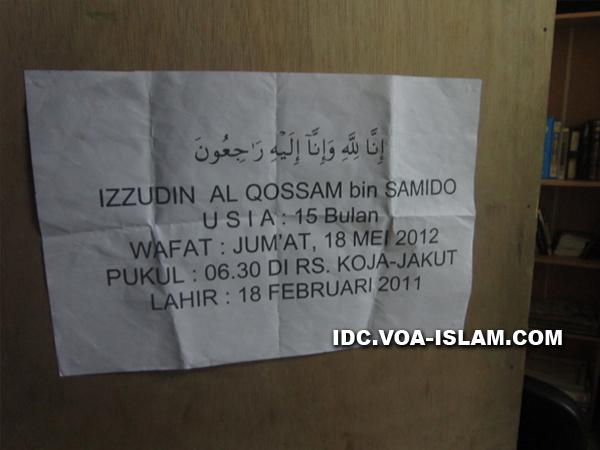 إِنَّا لِلَّهِ وَإِنَّآ إِلَيْهِ رَٰجِعُونَ
IZZUDIN AL QOSSAM bin SAMIDO
U S I A : 15 Bulan
WAFAT : JUM'AT, 18 MEI 2012
PUKUL : 06.30 DI RS. KOJA-JAKUT
LAHIR : 18 FEBRUARI 2011
IDC.VOA-ISLAM.COM